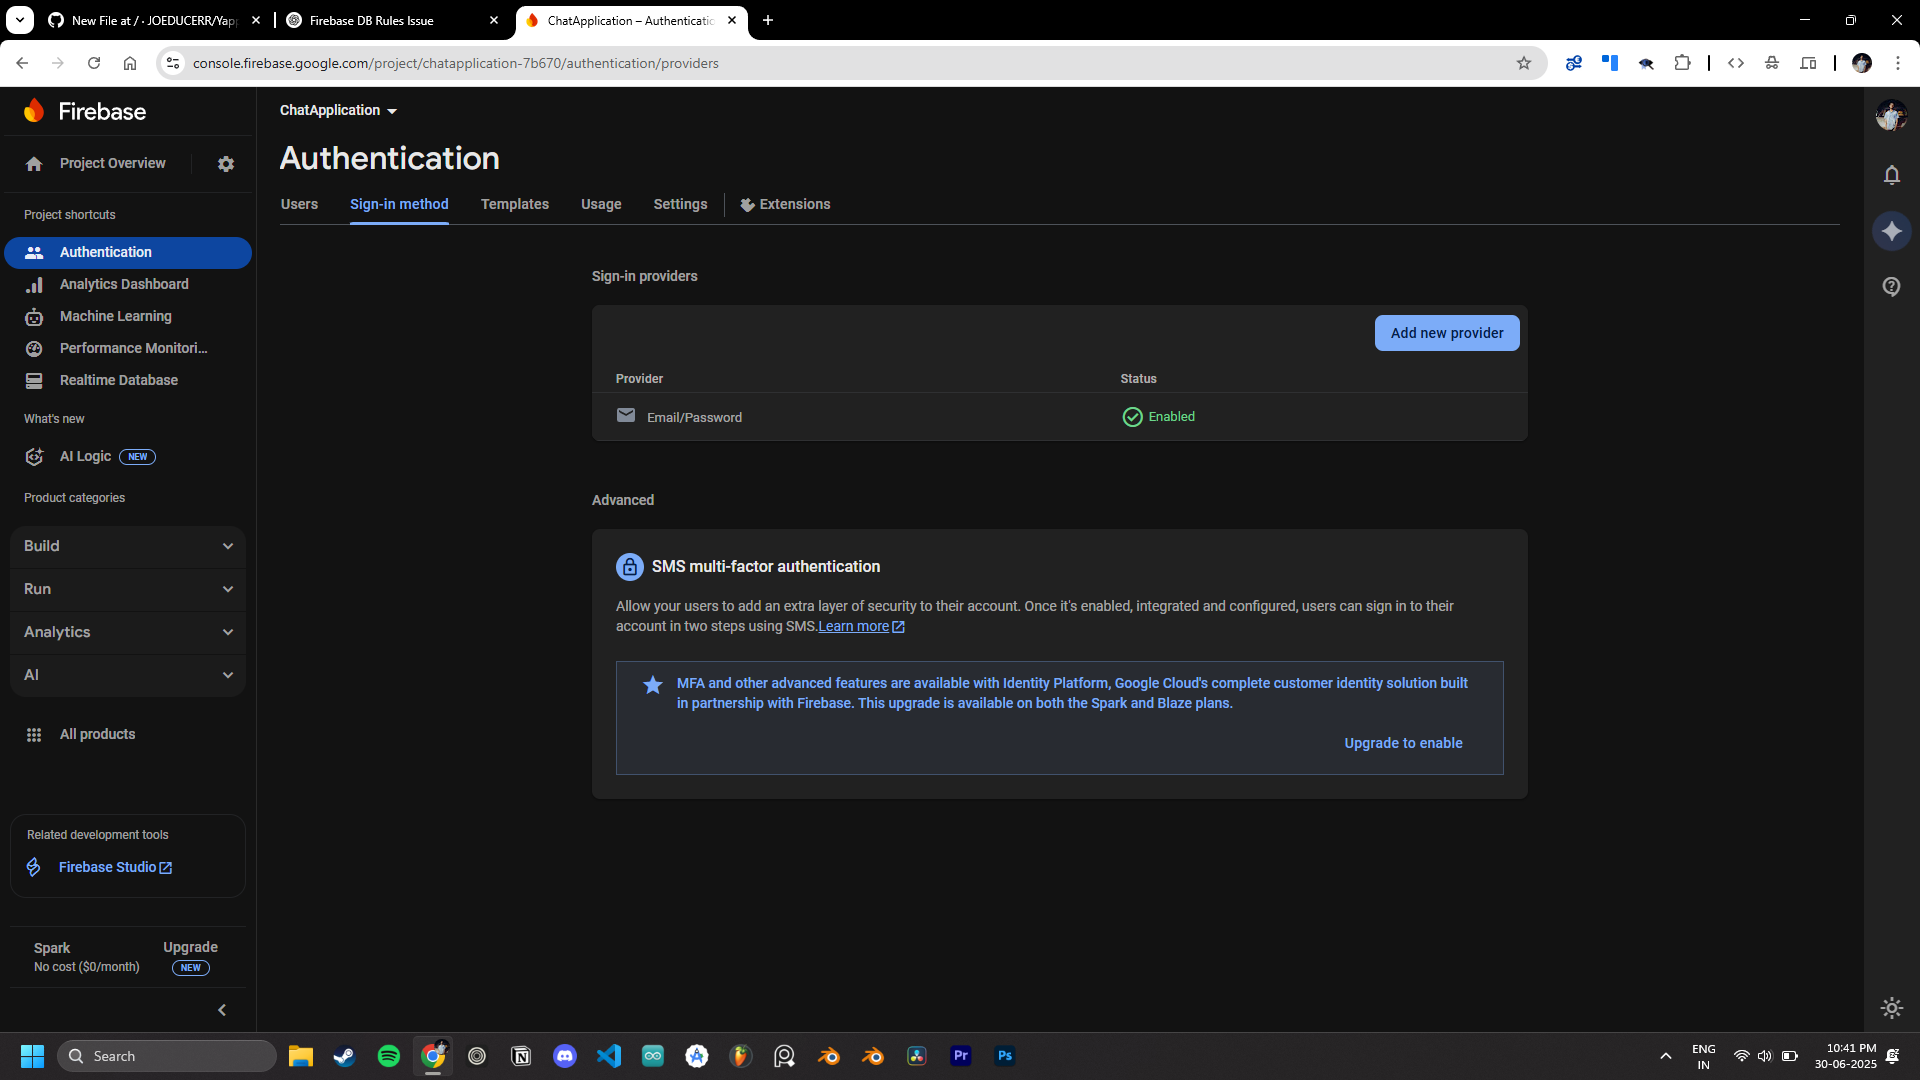 New File at / · JOEDUCERR/Yapp
Firebase DB Rules Issue
ChatApplication – Authenticatio
console.firebase.google.com/project/chatapplication-7b670/authentication/providers
Firebase
Project Overview
Project shortcuts
Authentication
Analytics Dashboard
Machine Learning
Performance Monitori...
Realtime Database
What's new
AI Logic NEW
Product categories
Build
Run
Analytics
AI
All products
Related development tools
Firebase Studio
Spark
No cost ($0/month)
Upgrade
NEW
ChatApplication
Authentication
Users Sign-in method Templates Usage Settings Extensions
Sign-in providers
Add new provider
Provider Status
Email/Password Enabled
Advanced
SMS multi-factor authentication
Allow your users to add an extra layer of security to their account. Once it's enabled, integrated and configured, users can sign in to their
account in two steps using SMS.Learn more
MFA and other advanced features are available with Identity Platform, Google Cloud's complete customer identity solution built
in partnership with Firebase. This upgrade is available on both the Spark and Blaze plans.
Upgrade to enable
Search
Pr
Ps
ENG
IN
10:41 PM
30-06-2025